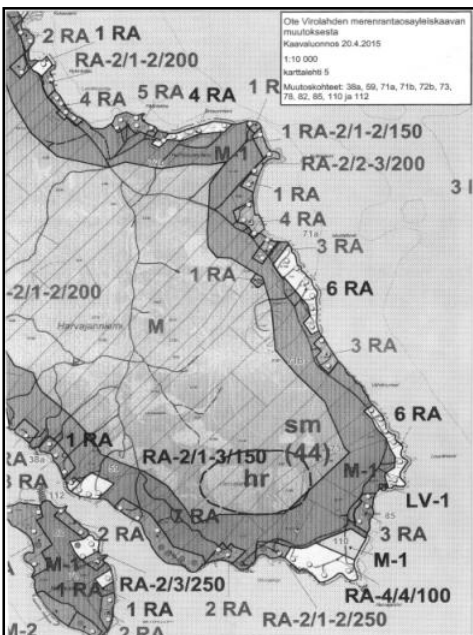 Ote Virolahden merenrantaosayleiskaavan
muutoksesta
Kaavaluonnos 20.4.2015
1:10 000
karttalehti 5
Muutoskohteet: 38a, 59, 71a, 71b, 72b, 73,
78, 82, 85, 110 ja 112
2 RA 1 RA
RA-2/1-2/200
4 RA 5 RA 4 RA
1 RA-2/1-2/150
M-1
RA-2/2-3/200
1 RA
4 RA
71a
3 RA
1 RA
6 RA
-2/1-2/200
M
Harvajanniemi
3 RA
sm
(44)
6 RA
1 RA
RA-2/1-3/150
hr
M-1
38a
LV-1
112
7 RA
85
3 RA
2 RA
110
M-1
M-1
1 RA
RA-2/3/250
RA-4/4/100
1 RA
2 RA
RA-2/1-2/250
M-2
2 RA